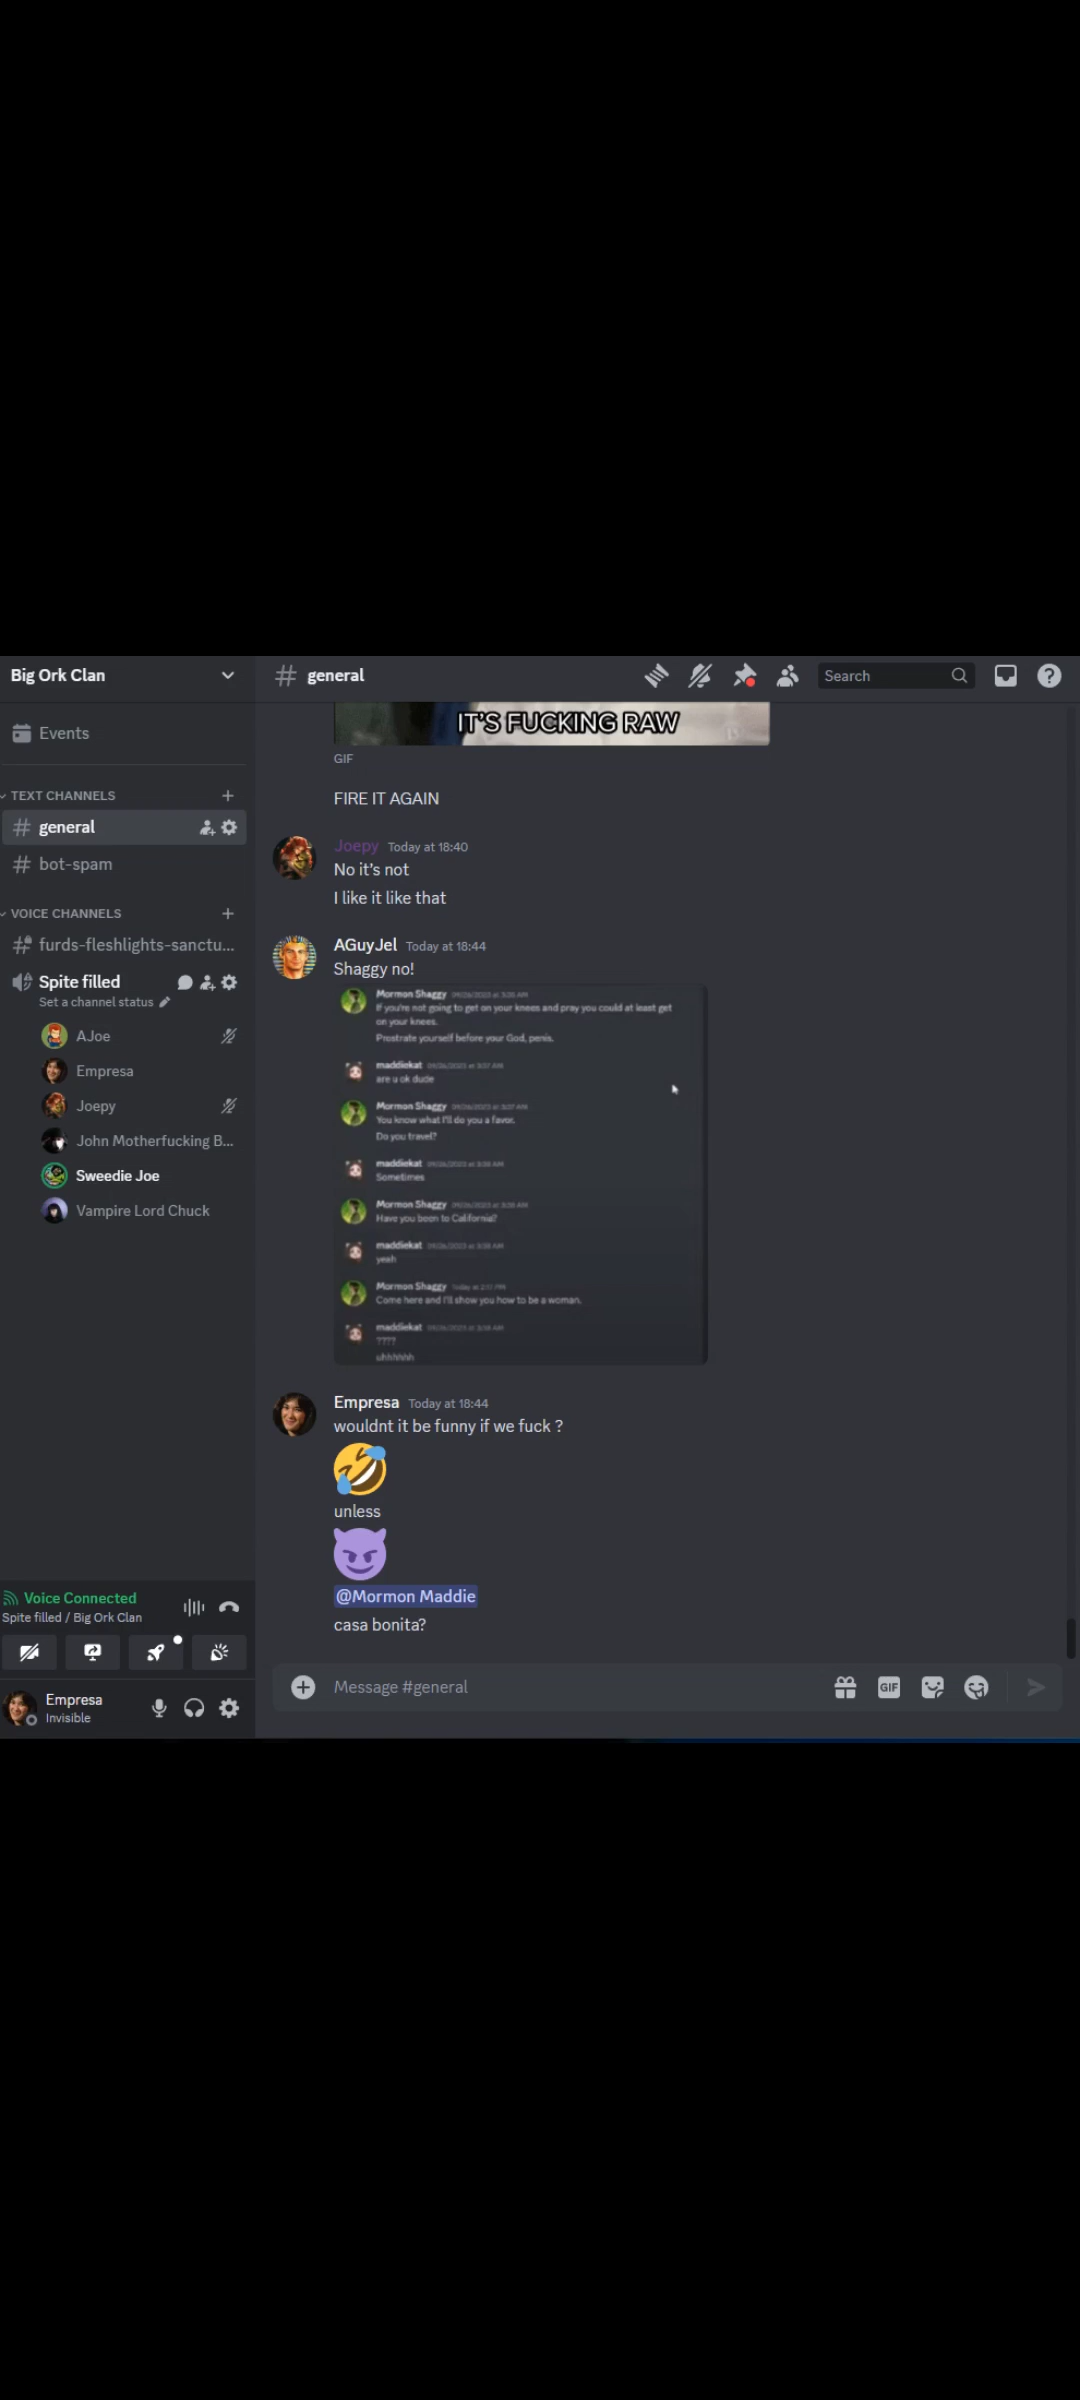 Big Ork Clan
Events
TEXT CHANNELS
general
bot-spam
VOICE CHANNELS
furds-fleshlights-sanctu...
Spite filled
Set a channel status
AJoe
Empresa
Joepy
John Motherfucking B...
Sweedie Joe
Vampire Lord Chuck
Voice Connected
Spite filled / Big Ork Clan
Empresa
Invisible
general
Search
IT'S FUCKING RAW
GIF
FIRE IT AGAIN
Joepy Today at 18:40
No it's not
I like it like that
AGuyJel Today at 18:44
Shaggy no!
Mormon Shaggy
If you're not going to get on your knees and pray you could at least get
on your knees.
Prostrate yourself before your God, penis.
maddiekat
are u ok dude
Mormon Shaggy
You know what I'll do you a favor.
Do you travel?
maddiekat
Sometimes
Mormon Shaggy
Have you been to California?
maddiekat
yeah
Mormon Shaggy Today at 2:17 PM
Come here and I'll show you how to be a woman.
maddiekat
????
uhhhhhh
Empresa Today at 18:44
wouldnt it be funny if we fuck ?
unless
@Mormon Maddie
casa bonita?
Message #general
GIF